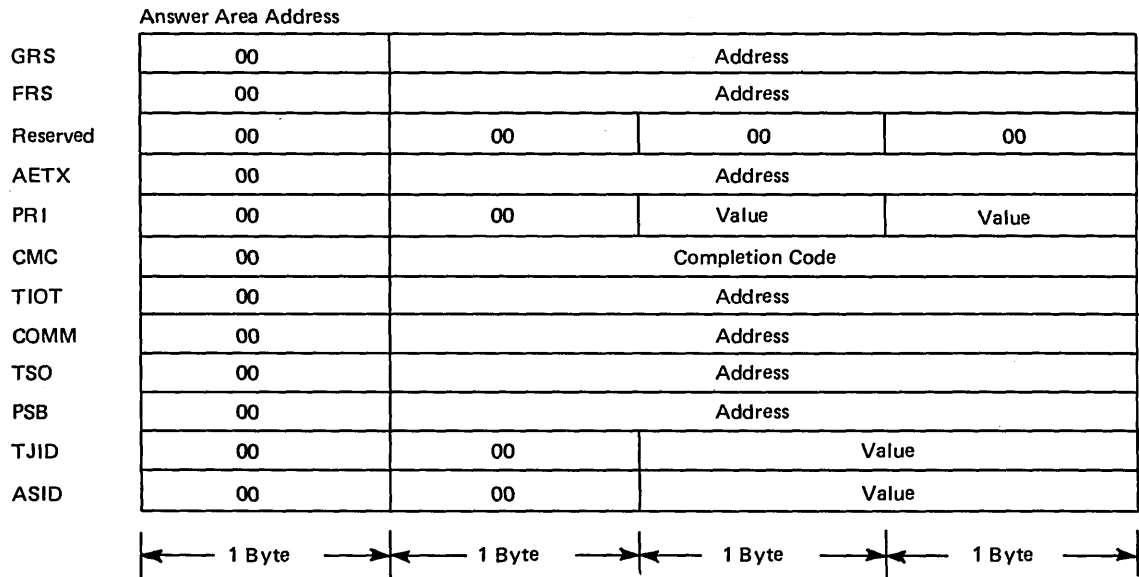 Answer Area Address
GRS 00 Address
FRS 00 Address
Reserved 00 00 00 00
AETX 00 Address
PRI 00 00 Value Value
CMC 00 Completion Code
TIOT 00 Address
COMM 00 Address
TSO 00 Address
PSB 00 Address
TJID 00 00 Value
ASID 00 00 Value
1 Byte 1 Byte 1 Byte 1 Byte